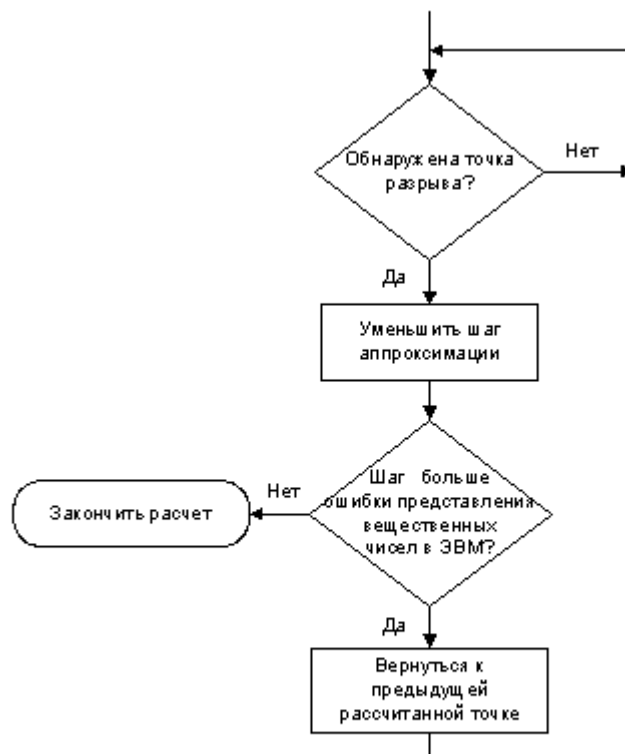 Обнаружена точка
разрыва?
Нет
Да
Уменьшить шаг
аппроксимации
Шаг больше
ошибки представления
вещественных
чисел в ЭВМ?
Нет
Закончить расчет
Да
Вернуться к
предыдущей
рассчитанной точке